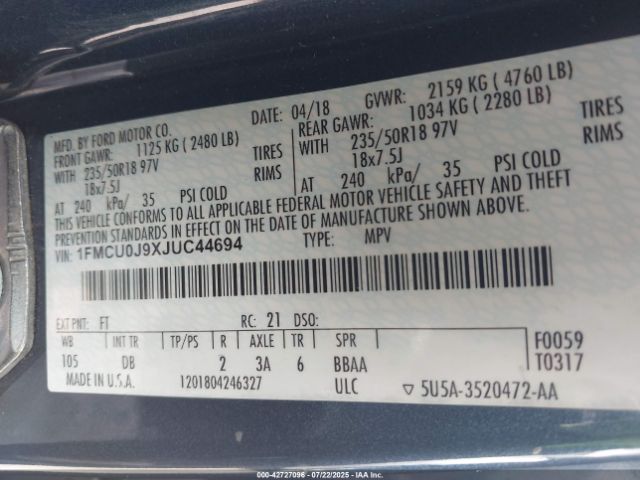 MFD. BY FORD MOTOR CO. DATE: 04/18 GVWR: 2159 KG ( 4760 LB)
FRONT GAWR: 1125 KG ( 2480 LB) REAR GAWR: 1034 KG ( 2280 LB)
WITH 235/50R18 97V TIRES WITH 235/50R18 97V TIRES
18x7.5J RIMS 18x7.5J RIMS
AT 240 kPa/ 35 PSI COLD AT 240 kPa/ 35 PSI COLD
THIS VEHICLE CONFORMS TO ALL APPLICABLE FEDERAL MOTOR VEHICLE SAFETY AND THEFT
PREVENTION STANDARDS IN EFFECT ON THE DATE OF MANUFACTURE SHOWN ABOVE.
VIN: 1FMCU0J9XJUC44694 TYPE: MPV
EXT PNT: FT RC: 21 DSO:
WB INT TR TP/PS R AXLE TR SPR F0059
105 DB 2 3A 6 BBAA T0317
MADE IN U.S.A. 1201804246327 ULC ▽ 5U5A-3520472-AA
000-42727096 - 07/22/2025 - IAAI.COM